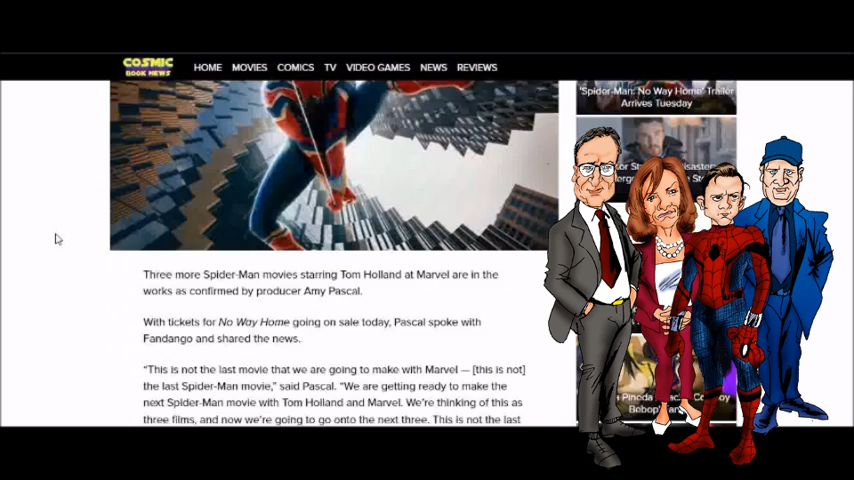 COSMIC
BOOK NEWS
HOME MOVIES COMICS TV VIDEO GAMES NEWS REVIEWS
'Spider-Man: No Way Home' Trailer
Arrives Tuesday
Three more Spider-Man movies starring Tom Holland at Marvel are in the
works as confirmed by producer Amy Pascal.
With tickets for No Way Home going on sale today, Pascal spoke with
Fandango and shared the news.
“This is not the last movie that we are going to make with Marvel — [this is not]
the last Spider-Man movie,” said Pascal. “We are getting ready to make the
next Spider-Man movie with Tom Holland and Marvel. We’re thinking of this as
three films, and now we’re going to go onto the next three. This is not the last